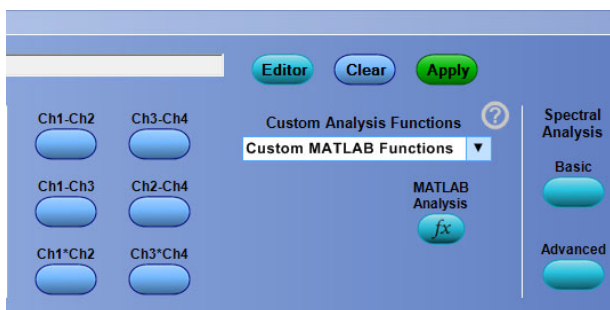 Editor Clear Apply
Ch1-Ch2 Ch3-Ch4
Custom Analysis Functions ?
Custom MATLAB Functions ▼
Spectral
Analysis
Basic
Ch1-Ch3 Ch2-Ch4
MATLAB
Analysis
fx
Ch1*Ch2 Ch3*Ch4
Advanced